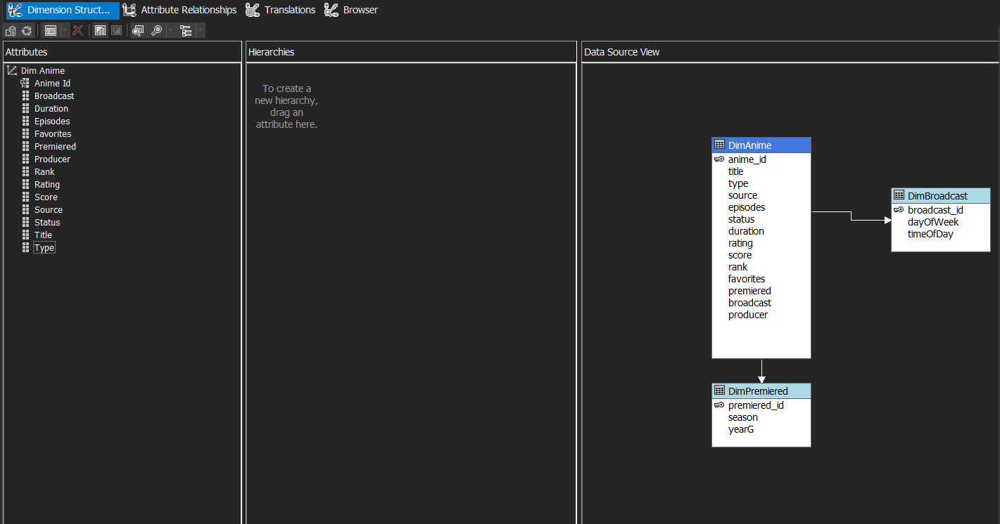 Dimension Struct... Attribute Relationships Translations Browser
Attributes
Dim Anime
Anime Id
Broadcast
Duration
Episodes
Favorites
Premiered
Producer
Rank
Rating
Score
Source
Status
Title
Type
Hierarchies
To create a
new hierarchy,
drag an
attribute here.
Data Source View
DimAnime
anime_id
title
type
source
episodes
status
duration
rating
score
rank
favorites
premiered
broadcast
producer
DimBroadcast
broadcast_id
dayOfWeek
timeOfDay
DimPremiered
premiered_id
season
yearG